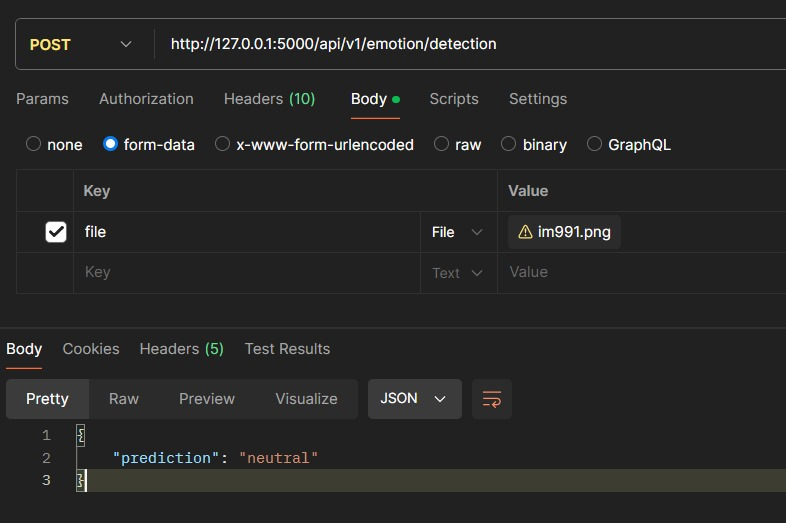 POST http://127.0.0.1:5000/api/v1/emotion/detection
Params Authorization Headers (10) Body Scripts Settings
none form-data x-www-form-urlencoded raw binary GraphQL
Key Value
file File im991.png
Key Text Value
Body Cookies Headers (5) Test Results
Pretty Raw Preview Visualize JSON
1 {
2 "prediction": "neutral"
3 }